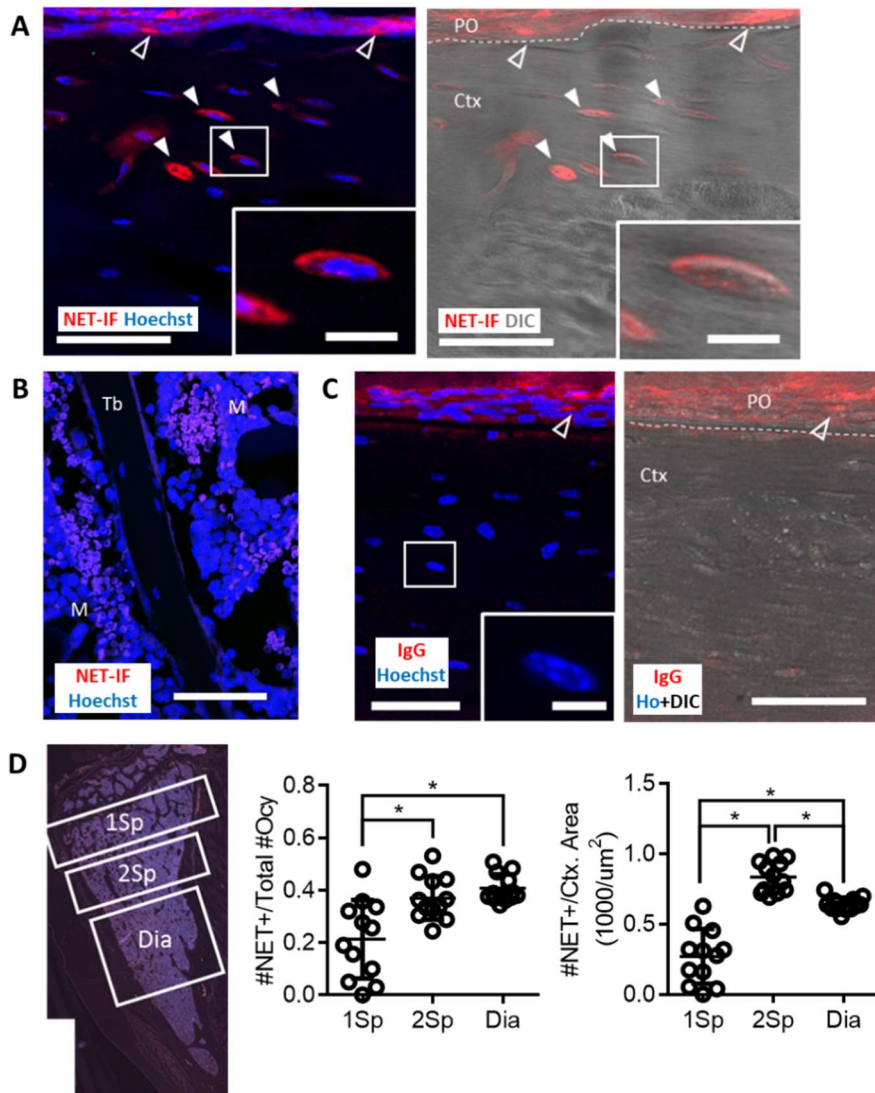 A
PO
Ctx
NET-IF Hoechst
NET-IF DIC
B
Tb
M
M
NET-IF
Hoechst
C
PO
Ctx
IgG
Hoechst
IgG
Ho+DIC
D
1Sp
2Sp
Dia
#NET+/Total #Ocy
0.8
0.6
0.4
0.2
0.0
*
*
1Sp 2Sp Dia
#NET+/Ctx. Area
(1000/um²)
1.5
1.0
0.5
0.0
*
* *
1Sp 2Sp Dia